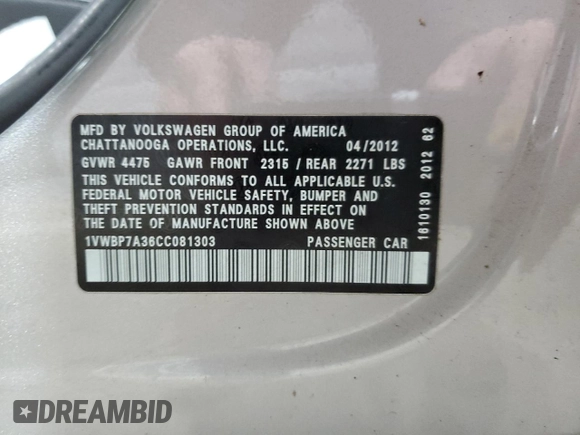 MFD BY VOLKSWAGEN GROUP OF AMERICA
CHATTANOOGA OPERATIONS, LLC. 04/2012
GVWR 4475 GAWR FRONT 2315 / REAR 2271 LBS
THIS VEHICLE CONFORMS TO ALL APPLICABLE U.S.
FEDERAL MOTOR VEHICLE SAFETY, BUMPER AND
THEFT PREVENTION STANDARDS IN EFFECT ON
THE DATE OF MANUFACTURE SHOWN ABOVE
1VWBP7A36CC081303 PASSENGER CAR
1610130 2012 62
DREAMBID